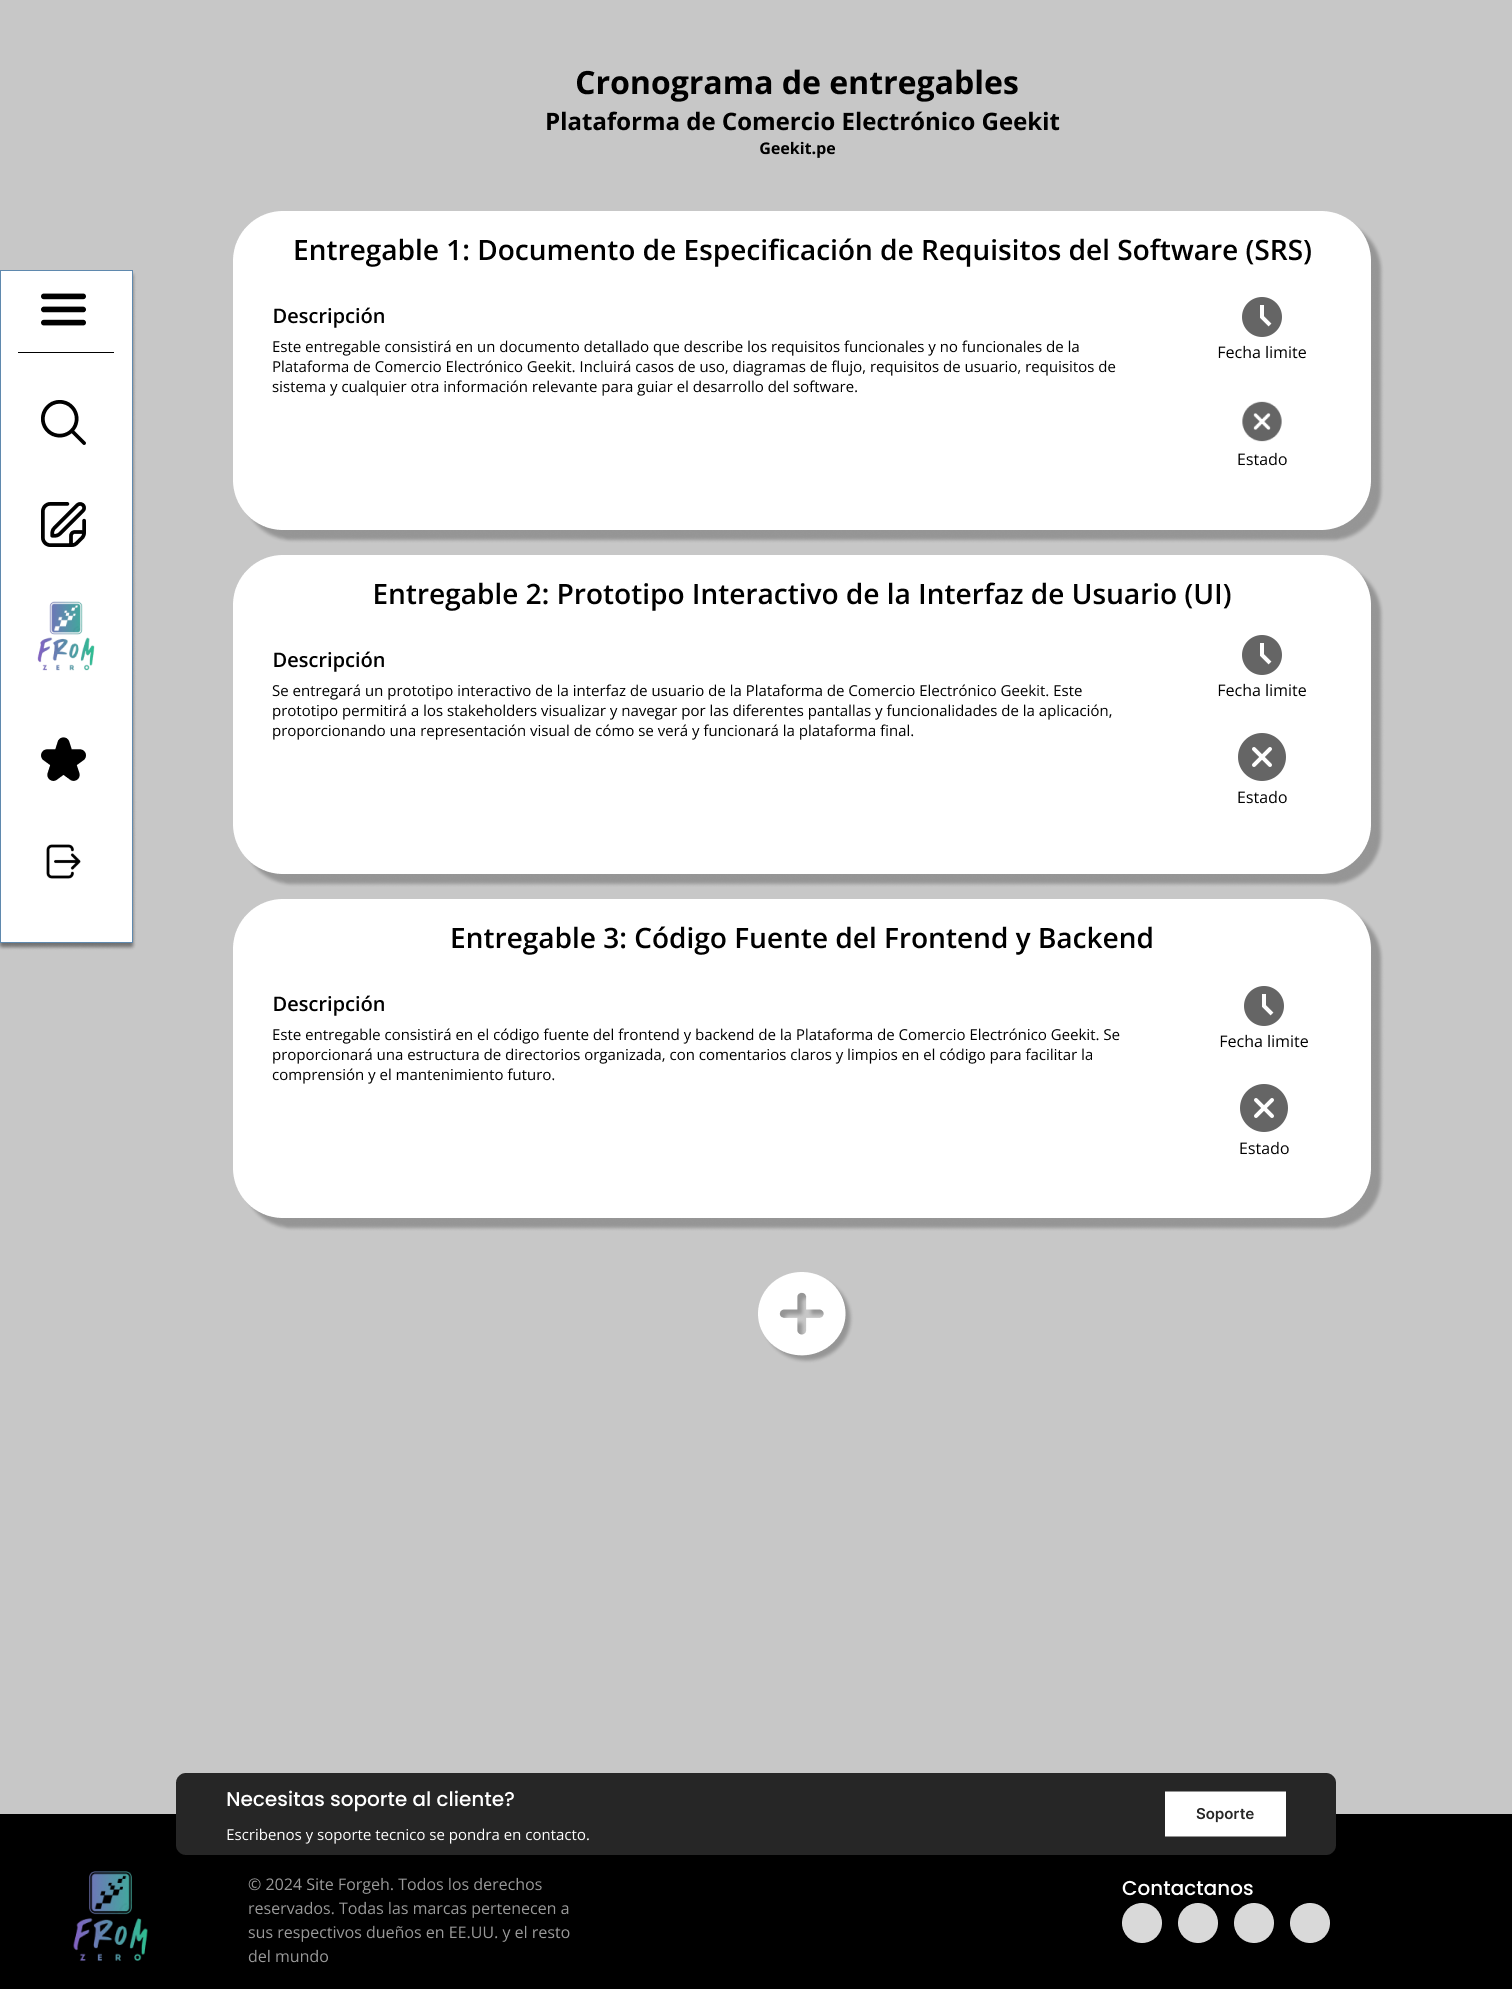 Cronograma de entregables
Plataforma de Comercio Electrónico Geekit
Geekit.pe
Entregable 1: Documento de Especificación de Requisitos del Software (SRS)
Descripción
Este entregable consistirá en un documento detallado que describe los requisitos funcionales y no funcionales de la
Plataforma de Comercio Electrónico Geekit. Incluirá casos de uso, diagramas de flujo, requisitos de usuario, requisitos de
sistema y cualquier otra información relevante para guiar el desarrollo del software.
Fecha limite
Estado
FROM
ZERO
Entregable 2: Prototipo Interactivo de la Interfaz de Usuario (UI)
Descripción
Se entregará un prototipo interactivo de la interfaz de usuario de la Plataforma de Comercio Electrónico Geekit. Este
prototipo permitirá a los stakeholders visualizar y navegar por las diferentes pantallas y funcionalidades de la aplicación,
proporcionando una representación visual de cómo se verá y funcionará la plataforma final.
Fecha limite
Estado
Entregable 3: Código Fuente del Frontend y Backend
Descripción
Este entregable consistirá en el código fuente del frontend y backend de la Plataforma de Comercio Electrónico Geekit. Se
proporcionará una estructura de directorios organizada, con comentarios claros y limpios en el código para facilitar la
comprensión y el mantenimiento futuro.
Fecha limite
Estado
Necesitas soporte al cliente?
Escribenos y soporte tecnico se pondra en contacto.
Soporte
FROM
ZERO
© 2024 Site Forgeh. Todos los derechos
reservados. Todas las marcas pertenecen a
sus respectivos dueños en EE.UU. y el resto
del mundo
Contactanos